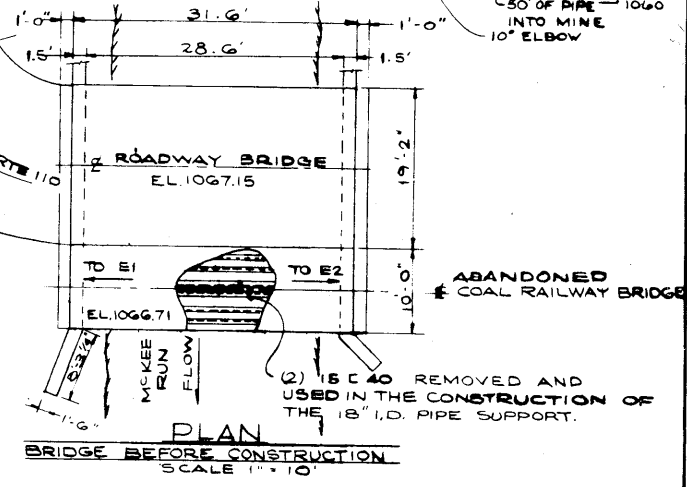 31.6'
1'-0"
1'-0"
28.6'
1.5'
1.5'
50' OF PIPE 1060
INTO MINE
10" ELBOW
℄ ROADWAY BRIDGE
EL.1067.15
RTE 110
19'-2"
TO E1
TO E2
10'-0"
ABANDONED
℄ COAL RAILWAY BRIDGE
EL.1066.71
McKEE
RUN
FLOW
1'-6"
(2) 15 [ 40 REMOVED AND
USED IN THE CONSTRUCTION OF
THE 18" I.D. PIPE SUPPORT.
PLAN
BRIDGE BEFORE CONSTRUCTION
SCALE 1" = 10'